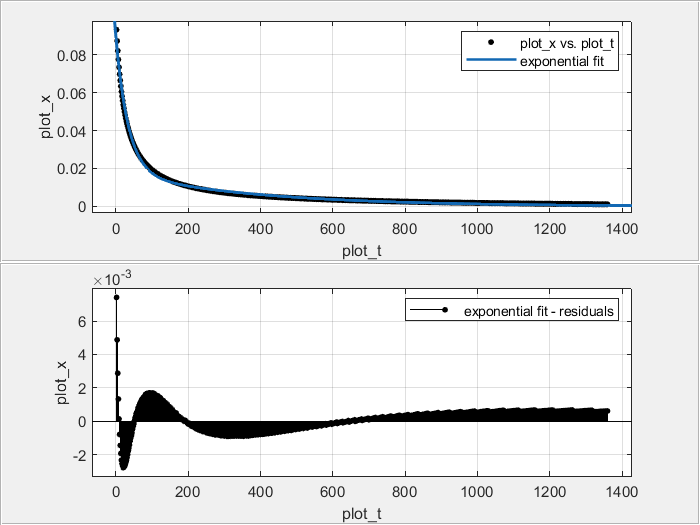 plot_x vs. plot_t
exponential fit
0.08
0.06
0.04
0.02
0
plot_x
0 200 400 600 800 1000 1200 1400
plot_t
×10⁻³
exponential fit - residuals
6
4
2
0
-2
plot_x
0 200 400 600 800 1000 1200 1400
plot_t